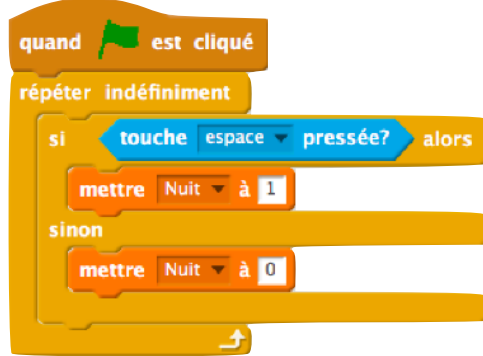 quand est cliqué
répéter indéfiniment
si touche espace pressée? alors
mettre Nuit à 1
sinon
mettre Nuit à 0